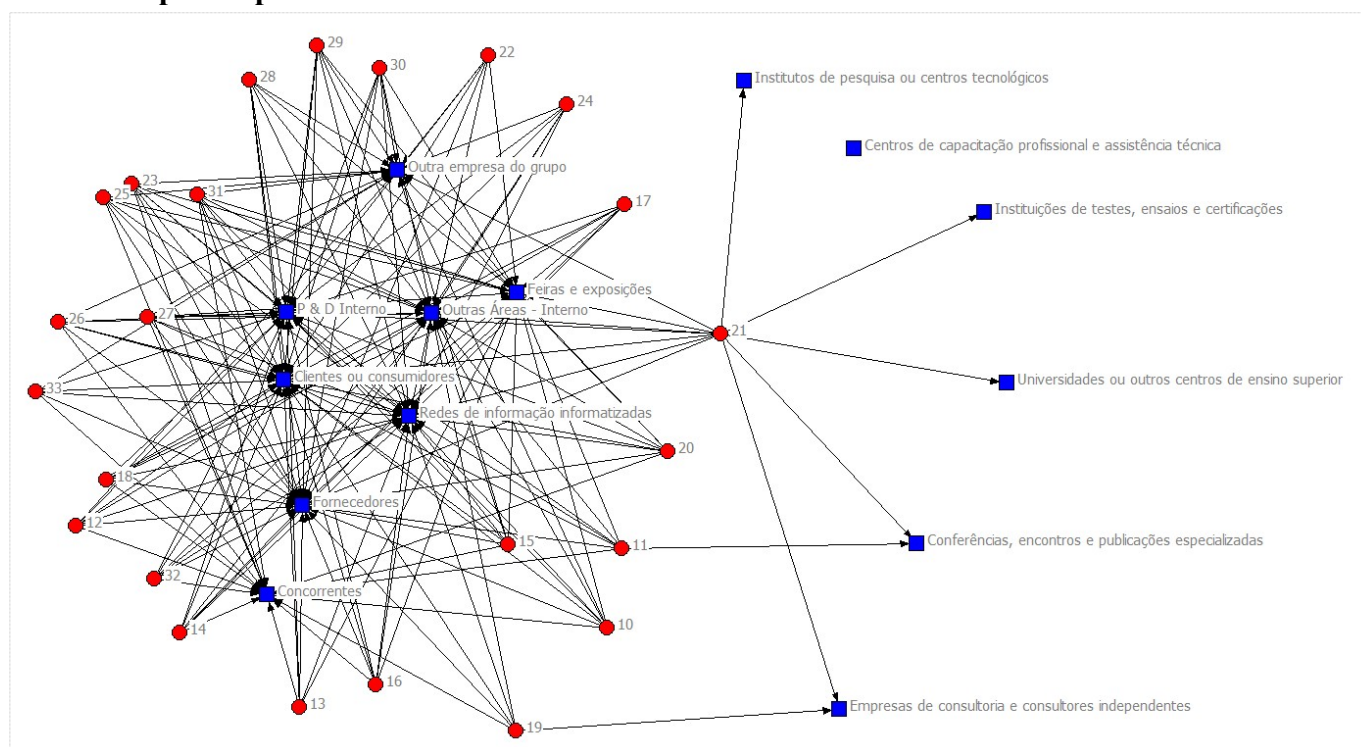 29
30
22
28
24
Institutos de pesquisa ou centros tecnológicos
Centros de capacitação profissional e assistência técnica
Outra empresa do grupo
23
25
31
17
Instituições de testes, ensaios e certificações
Feiras e exposições
P & D Interno
Outras Áreas - Interno
26
27
21
Clientes ou consumidores
Universidades ou outros centros de ensino superior
33
Redes de informação informatizadas
20
18
Fornecedores
12
15
11
Conferências, encontros e publicações especializadas
32
Concorrentes
14
10
16
13
19
Empresas de consultoria e consultores independentes